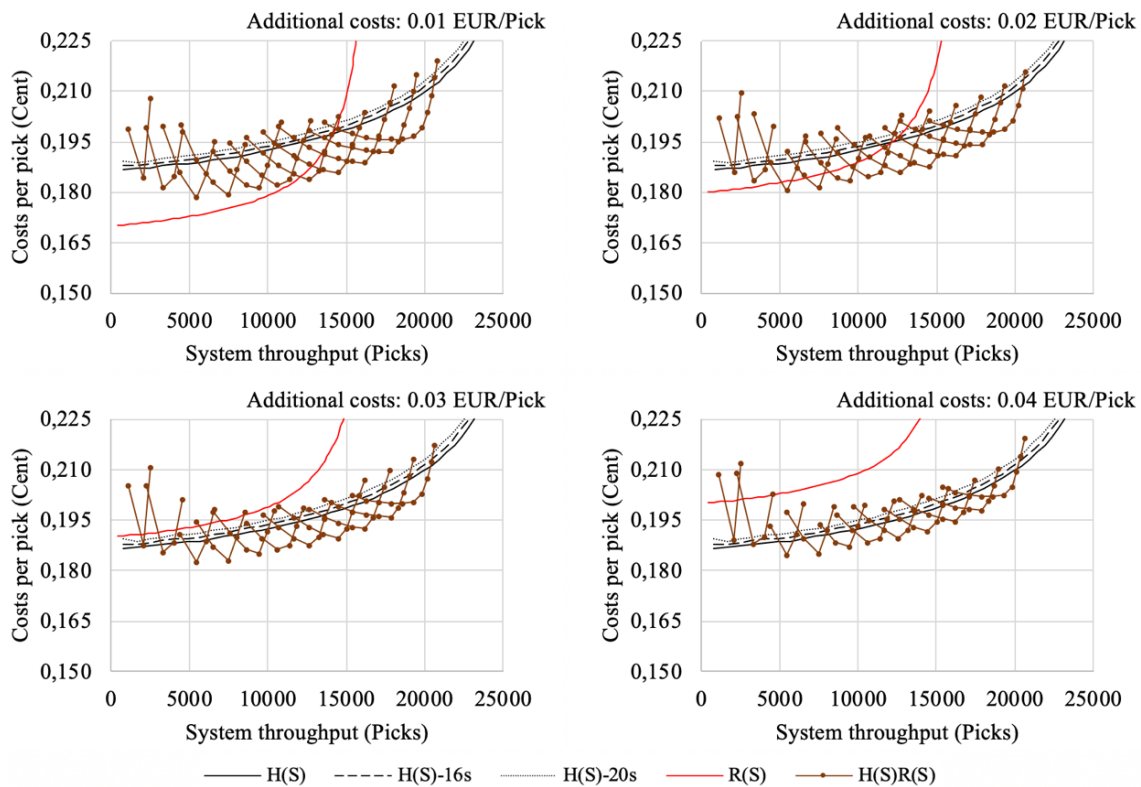 Additional costs: 0.01 EUR/Pick
Costs per pick (Cent)
0,225
0,210
0,195
0,180
0,165
0,150
0 5000 10000 15000 20000 25000
System throughput (Picks)
Additional costs: 0.02 EUR/Pick
Costs per pick (Cent)
0,225
0,210
0,195
0,180
0,165
0,150
0 5000 10000 15000 20000 25000
System throughput (Picks)
Additional costs: 0.03 EUR/Pick
Costs per pick (Cent)
0,225
0,210
0,195
0,180
0,165
0,150
0 5000 10000 15000 20000 25000
System throughput (Picks)
Additional costs: 0.04 EUR/Pick
Costs per pick (Cent)
0,225
0,210
0,195
0,180
0,165
0,150
0 5000 10000 15000 20000 25000
System throughput (Picks)
H(S) H(S)-16s H(S)-20s R(S) H(S)R(S)